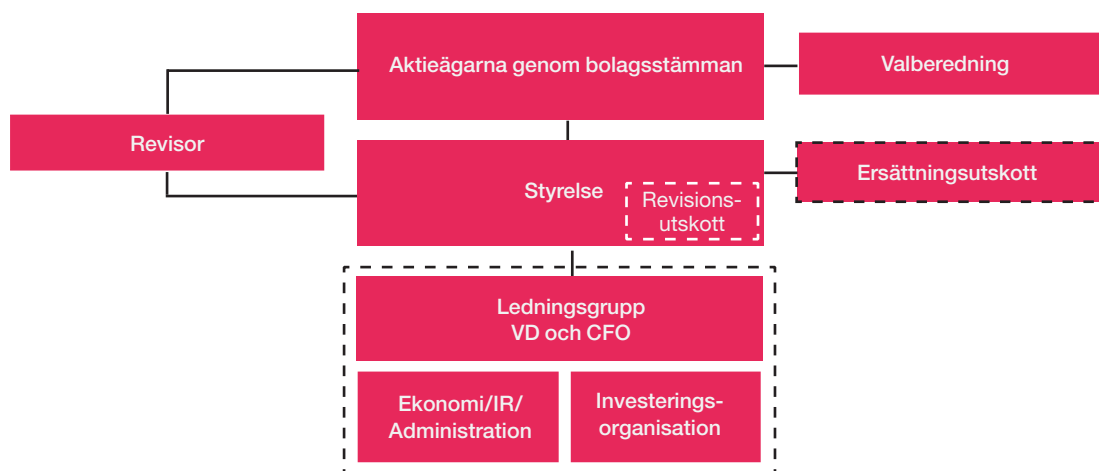 Aktieägarna genom bolagsstämman
Valberedning
Revisor
Styrelse
Revisions-
utskott
Ersättningsutskott
Ledningsgrupp
VD och CFO
Ekonomi/IR/
Administration
Investerings-
organisation